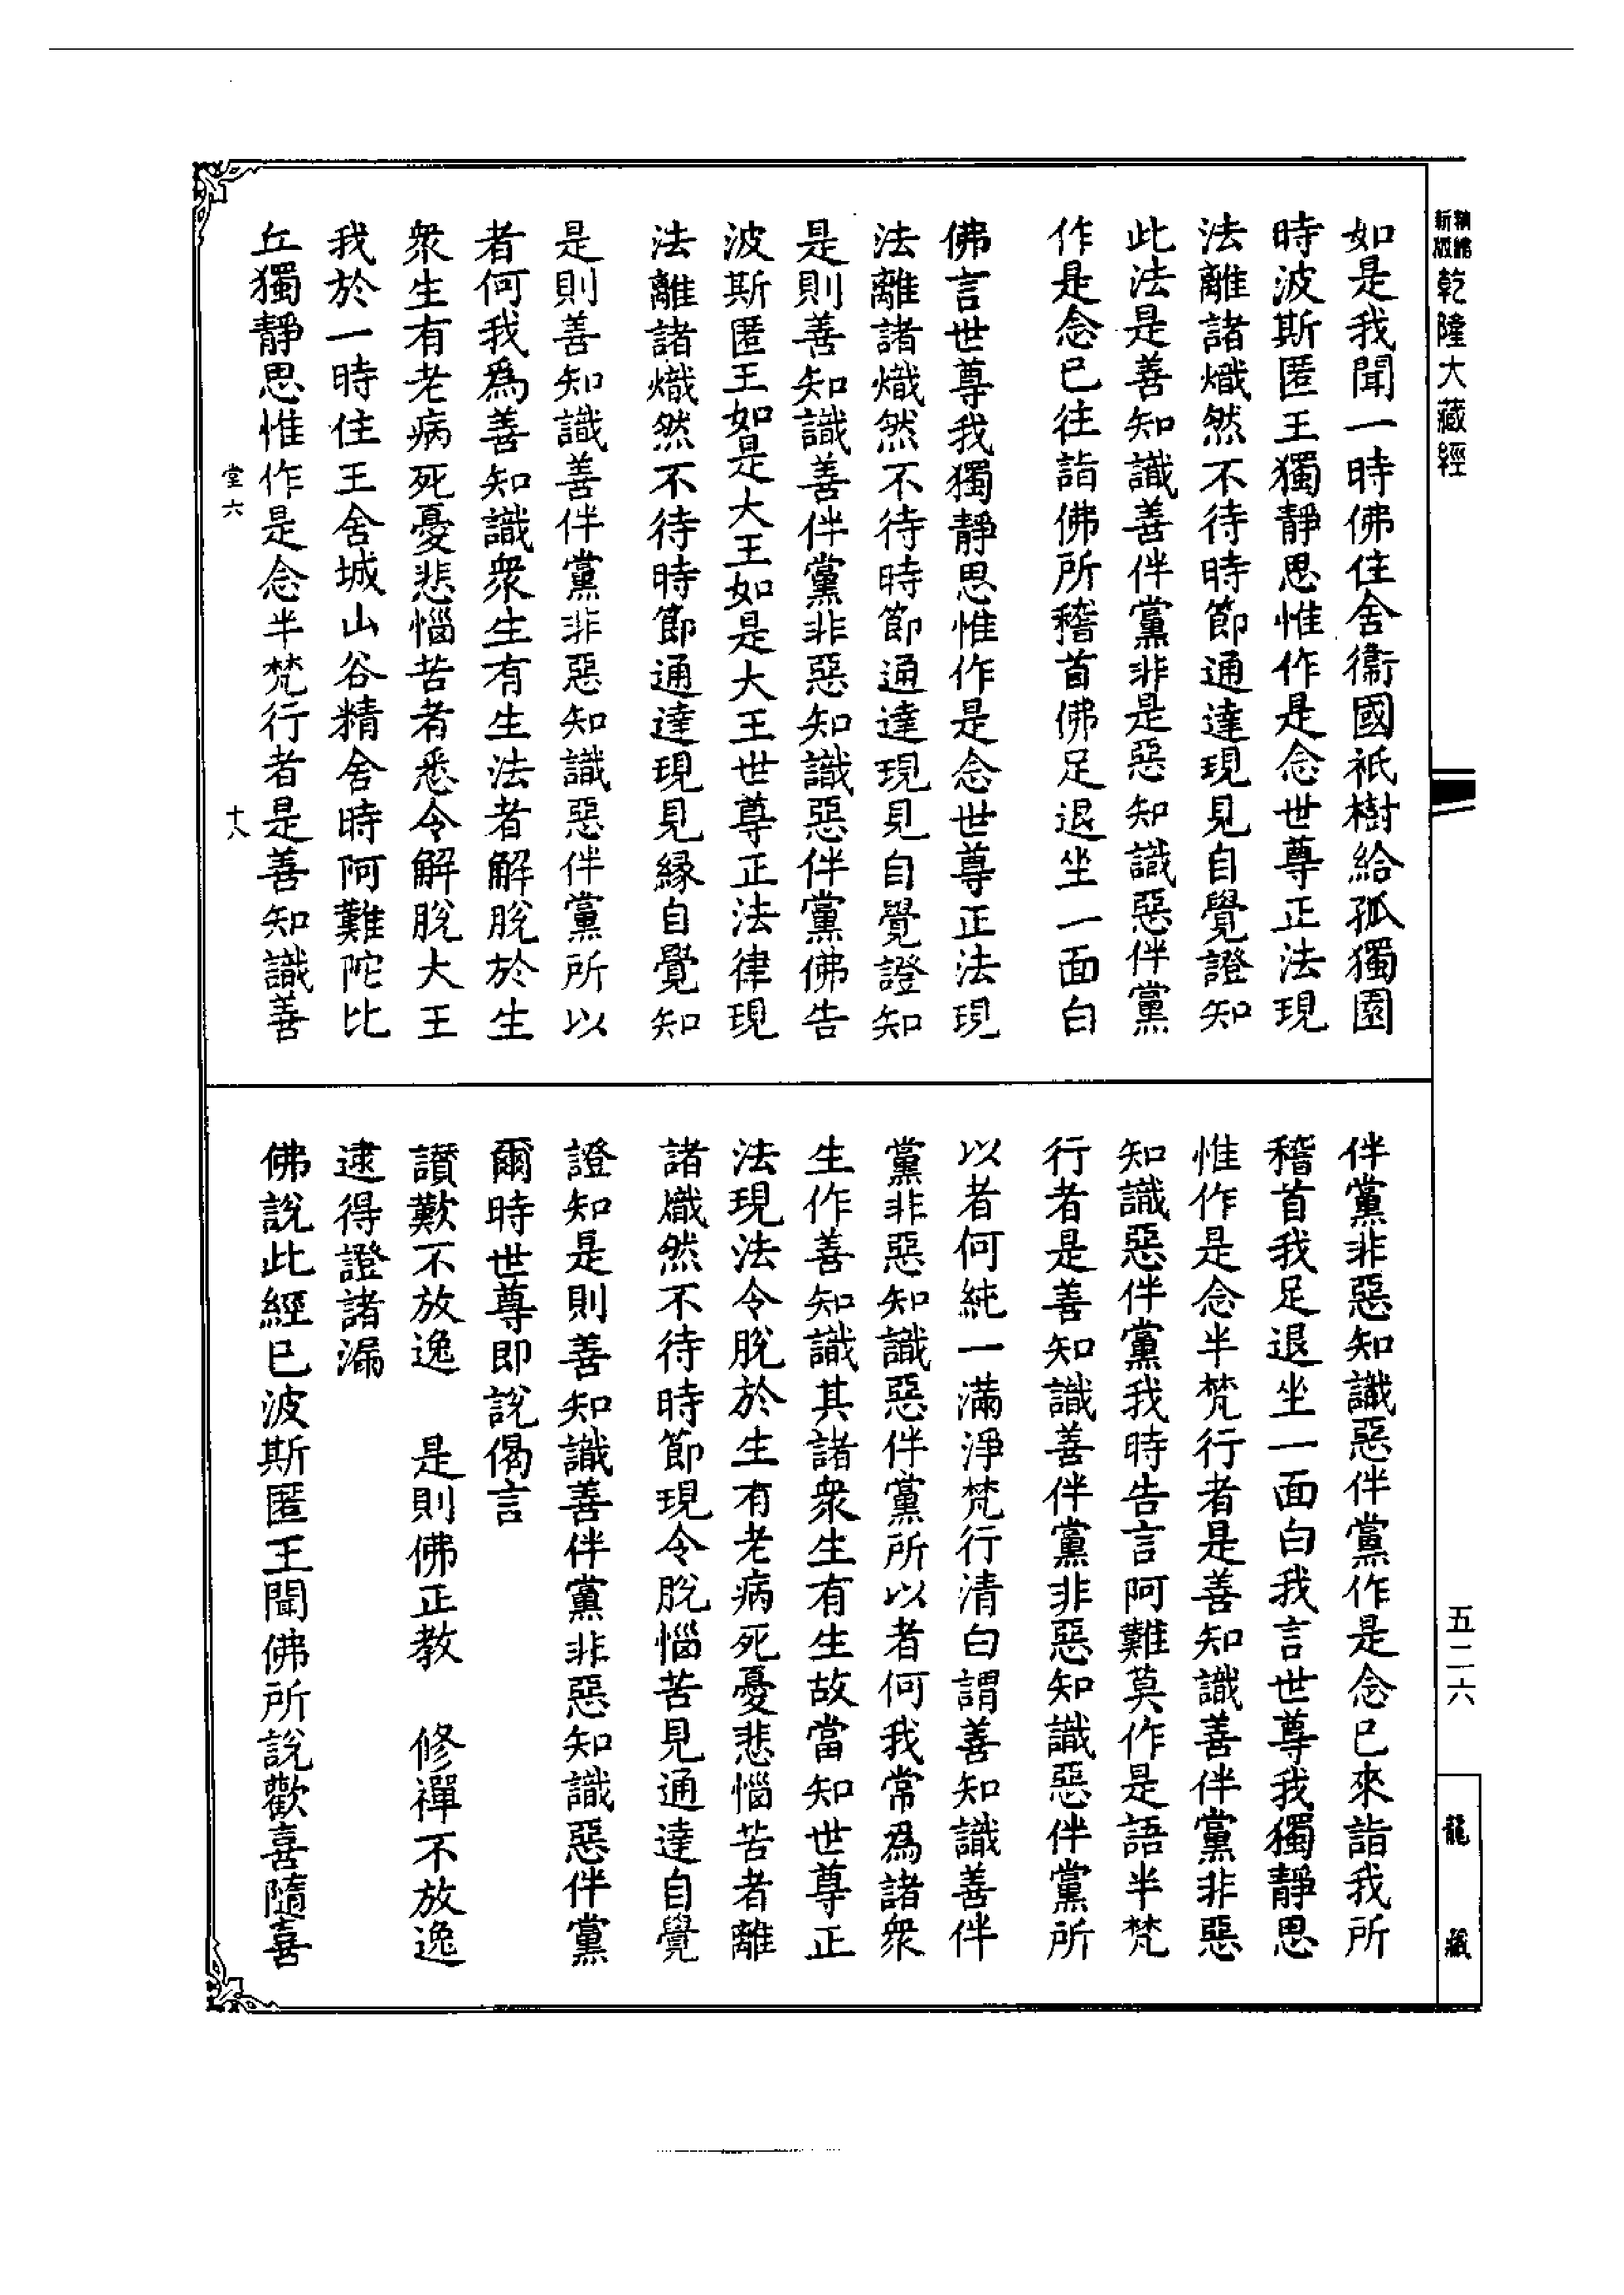 新版
精縮
乾隆大藏經
如是我聞一時佛住舍衞國祇樹給孤獨園
時波斯匿王獨靜思惟作是念世尊正法現
法離諸熾然不待時節通達現見自覺證知
此法是善知識善伴黨非是惡知識惡伴黨
作是念已往詣佛所稽首佛足退坐一面白
佛言世尊我獨靜思惟作是念世尊正法現
法離諸熾然不待時節通達現見自覺證知
是則善知識善伴黨非惡知識惡伴黨佛告
波斯匿王如是大王如是大王世尊正法律現
法離諸熾然不待時節通達現見緣自覺知
是則善知識善伴黨非惡知識惡伴黨所以
者何我爲善知識衆生有生法者解脫於生
衆生有老病死憂悲惱苦者悉令解脫大王
我於一時住王舍城山谷精舍時阿難陀比
丘獨靜思惟作是念半梵行者是善知識善
堂六
十八
伴黨非惡知識惡伴黨作是念已來詣我所
稽首我足退坐一面白我言世尊我獨靜思
惟作是念半梵行者是善知識善伴黨非惡
知識惡伴黨我時告言阿難莫作是語半梵
行者是善知識善伴黨非惡知識惡伴黨所
以者何純一滿淨梵行清白謂善知識善伴
黨非惡知識惡伴黨所以者何我常爲諸衆
生作善知識其諸衆生有生故當知世尊正
法現法令脫於生有老病死憂悲惱苦者離
諸熾然不待時節現令脫惱苦見通達自覺
證知是則善知識善伴黨非惡知識惡伴黨
爾時世尊即說偈言
讃歎不放逸　是則佛正教　修禪不放逸
逮得證諸漏
佛說此經已波斯匿王聞佛所說歡喜隨喜
五二六
龍藏